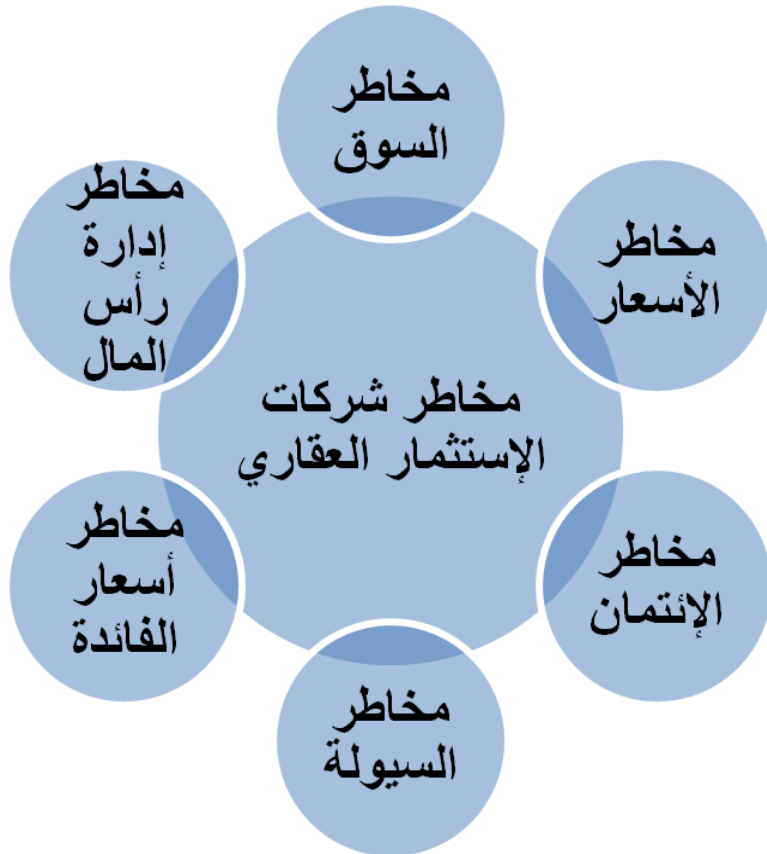 مخاطر
السوق
مخاطر
الأسعار
مخاطر
الإئتمان
مخاطر
السيولة
مخاطر
أسعار
الفائدة
مخاطر
إدارة
رأس
المال
مخاطر شركات
الإستثمار العقاري